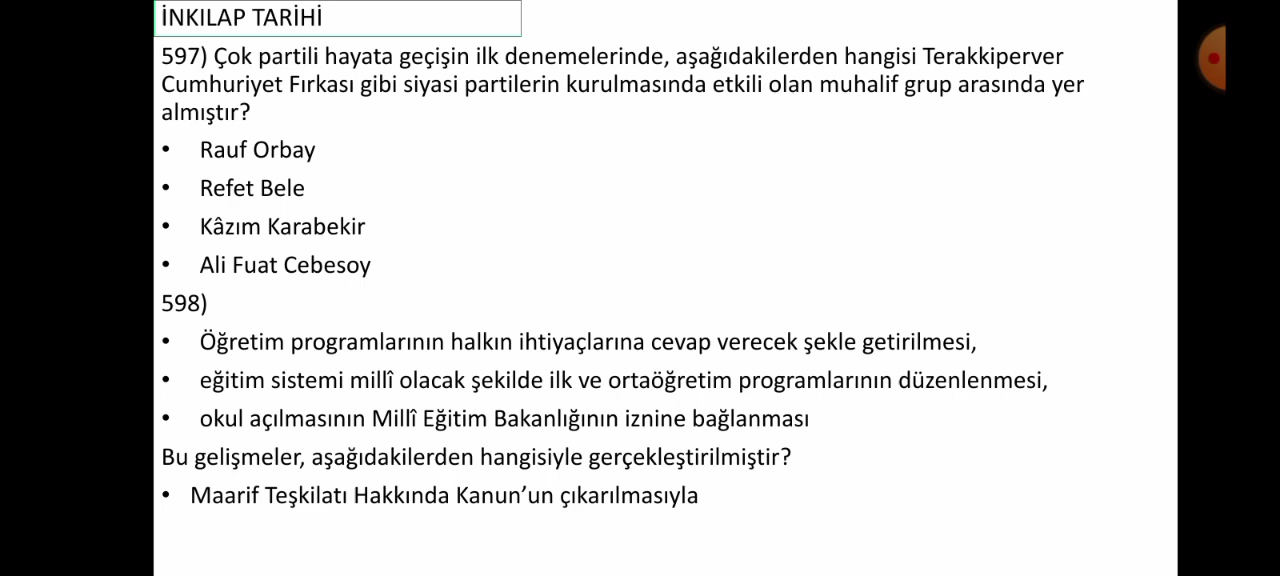 İNKILAP TARİHİ
597) Çok partili hayata geçişin ilk denemelerinde, aşağıdakilerden hangisi Terakkiperver
Cumhuriyet Fırkası gibi siyasi partilerin kurulmasında etkili olan muhalif grup arasında yer
almıştır?
• Rauf Orbay
• Refet Bele
• Kâzım Karabekir
• Ali Fuat Cebesoy
598)
• Öğretim programlarının halkın ihtiyaçlarına cevap verecek şekle getirilmesi,
• eğitim sistemi millî olacak şekilde ilk ve ortaöğretim programlarının düzenlenmesi,
• okul açılmasının Millî Eğitim Bakanlığının iznine bağlanması
Bu gelişmeler, aşağıdakilerden hangisiyle gerçekleştirilmiştir?
• Maarif Teşkilatı Hakkında Kanun’un çıkarılmasıyla